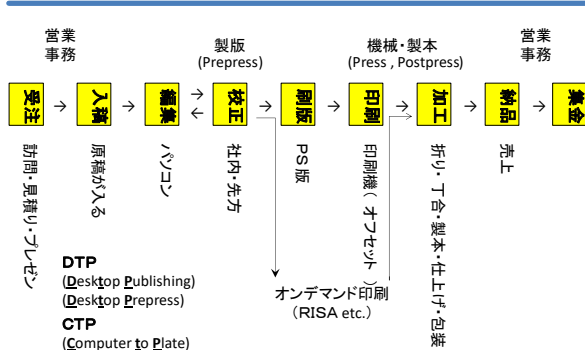 営業
事務
製版
(Prepress)
機械・製本
(Press , Postpress)
営業
事務
受注 → 入稿 → 編集 → ← 校正 → 刷版 → 印刷 → 加工 → 納品 → 集金
訪問・見積り・プレゼン
原稿が入る
パソコン
社内・先方
PS版
印刷機(オフセット)
折り・丁合・製本・仕上げ・包装
売上
DTP
(Desktop Publishing)
(Desktop Prepress)
CTP
(Computer to Plate)
オンデマンド印刷
(RISA etc.)